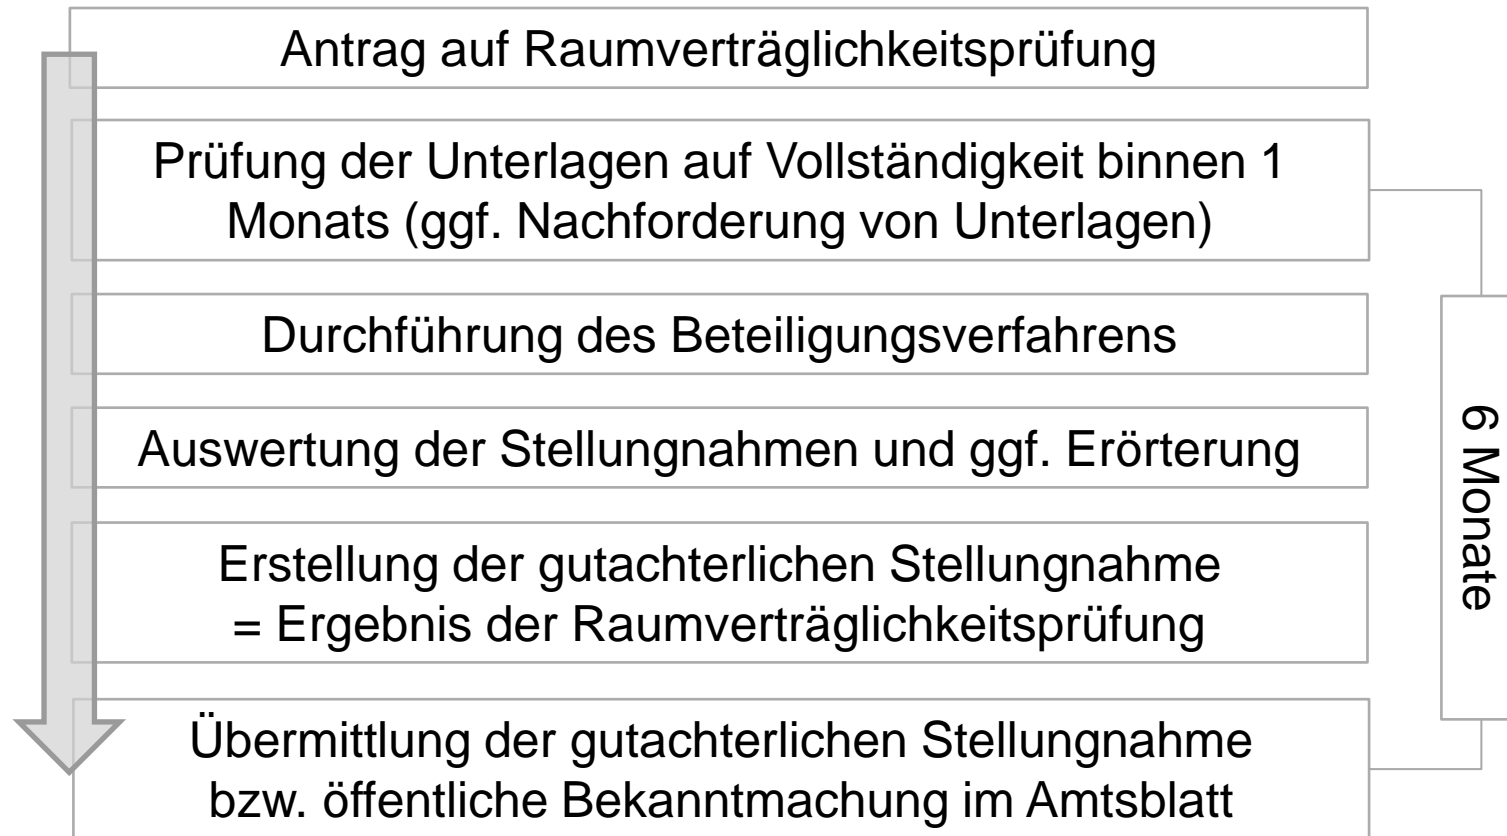 Antrag auf Raumverträglichkeitsprüfung
Prüfung der Unterlagen auf Vollständigkeit binnen 1
Monats (ggf. Nachforderung von Unterlagen)
Durchführung des Beteiligungsverfahrens
Auswertung der Stellungnahmen und ggf. Erörterung
Erstellung der gutachterlichen Stellungnahme
= Ergebnis der Raumverträglichkeitsprüfung
Übermittlung der gutachterlichen Stellungnahme
bzw. öffentliche Bekanntmachung im Amtsblatt
6 Monate